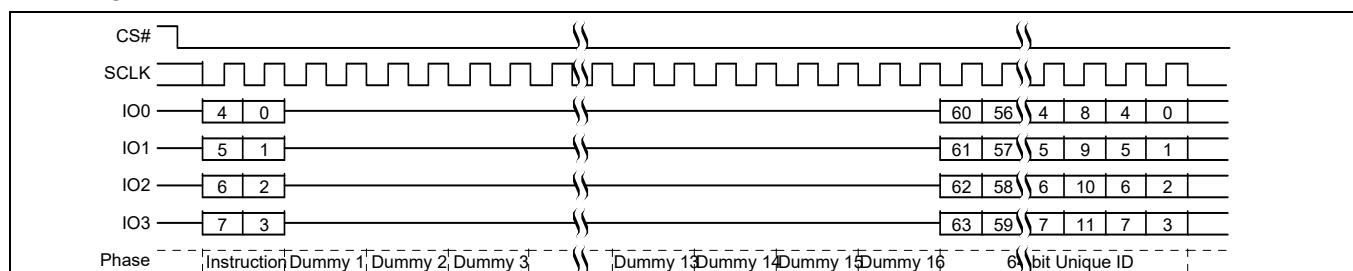 CS#
SCLK
IO0 4 0 60 56 4 8 4 0
IO1 5 1 61 57 5 9 5 1
IO2 6 2 62 58 6 10 6 2
IO3 7 3 63 59 7 11 7 3
Phase Instruction Dummy 1 Dummy 2 Dummy 3 Dummy 13 Dummy 14 Dummy 15 Dummy 16 bit Unique ID